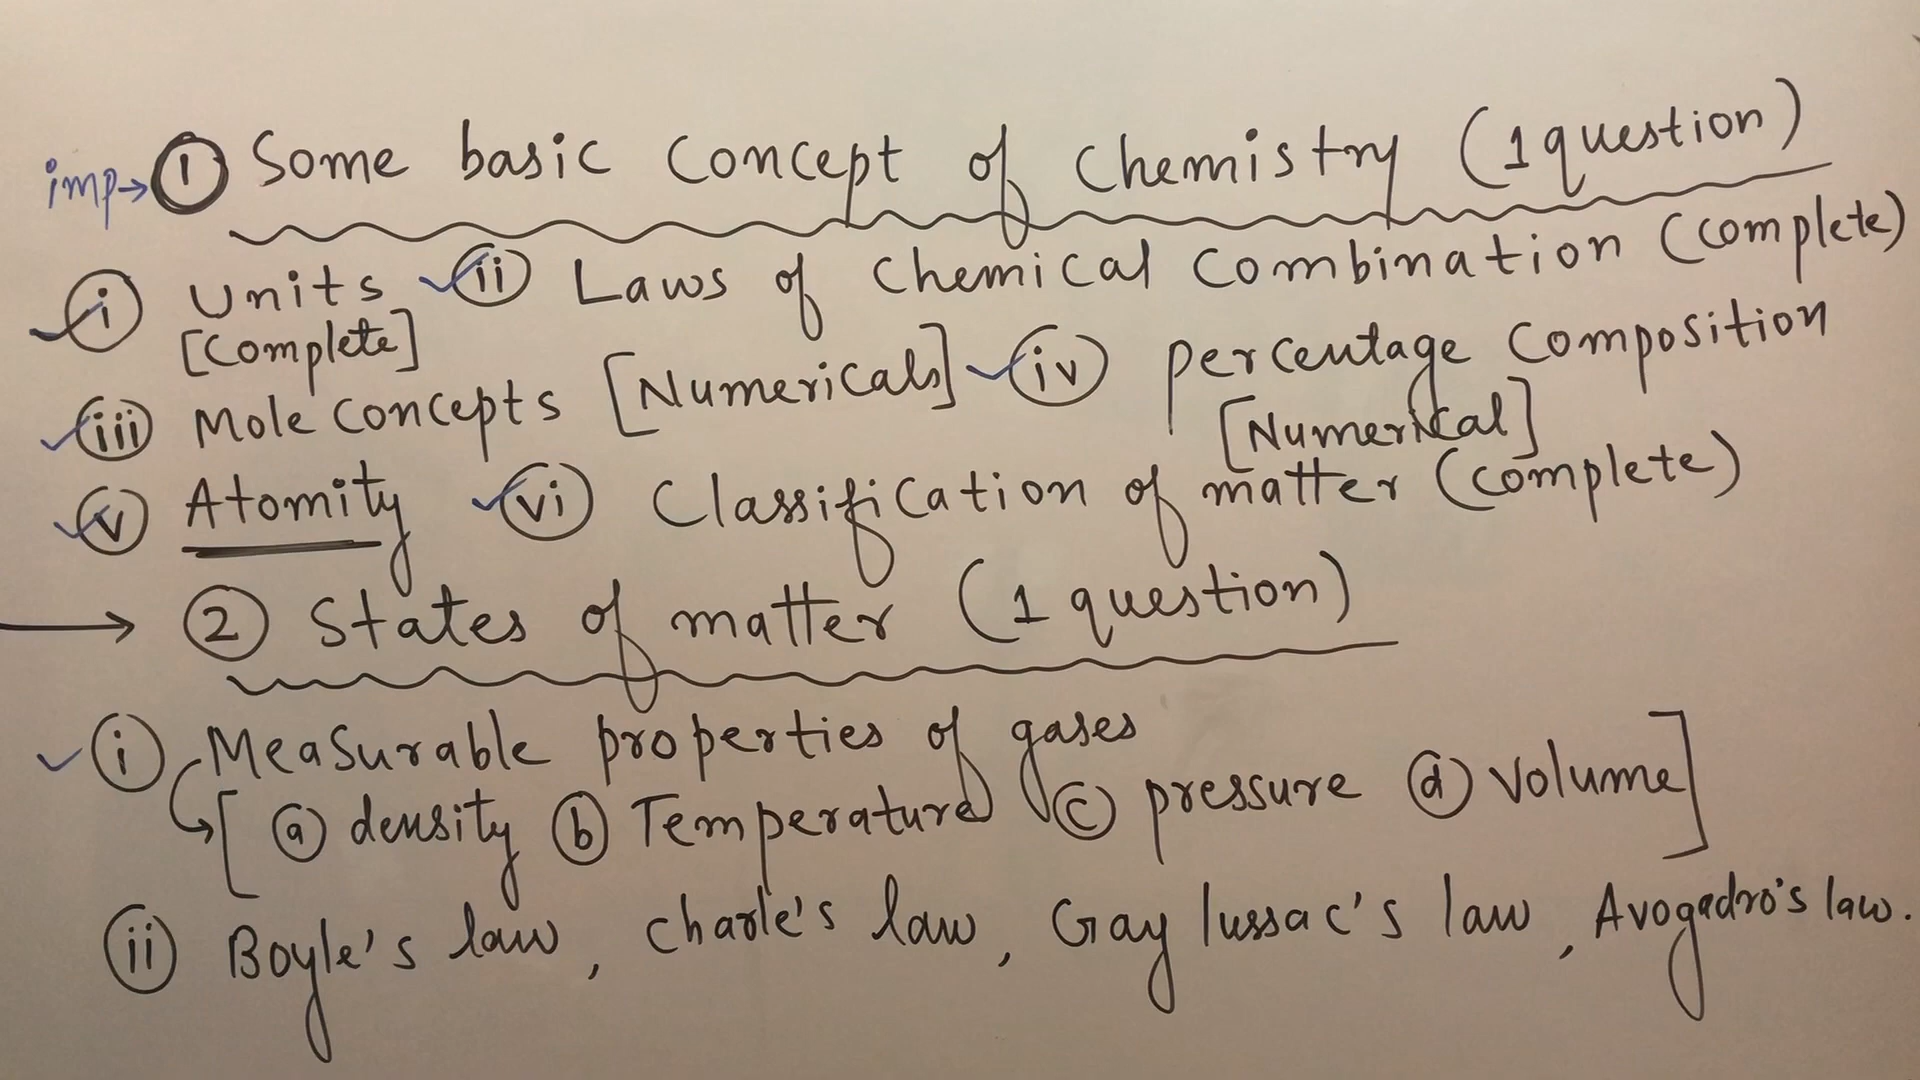 imp→ ① Some basic Concept of Chemistry (1 question)
ⓘ Units ✓ⓘⓘ Laws of Chemical Combination (complete)
[Complete]
(iii) Mole Concepts [Numericals] ✓(iv) percentage Composition
[Numerical]
(v) Atomity ✓(vi) Classification of matter (complete)
→ ② States of matter (1 question)
✓(i) Measurable properties of gases
↳ [ⓐ density ⓑ Temperature ⓒ pressure ⓓ Volume]
(ii) Boyle's law, Charle's law, Gay lussac's law, Avogadro's law.